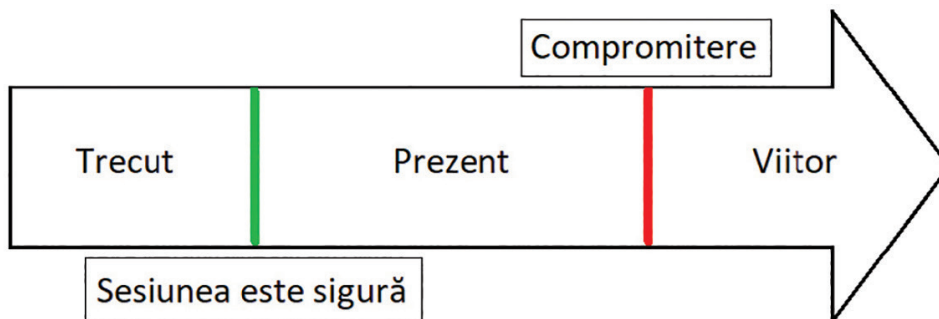 Compromitere
Trecut
Prezent
Viitor
Sesiunea este sigură